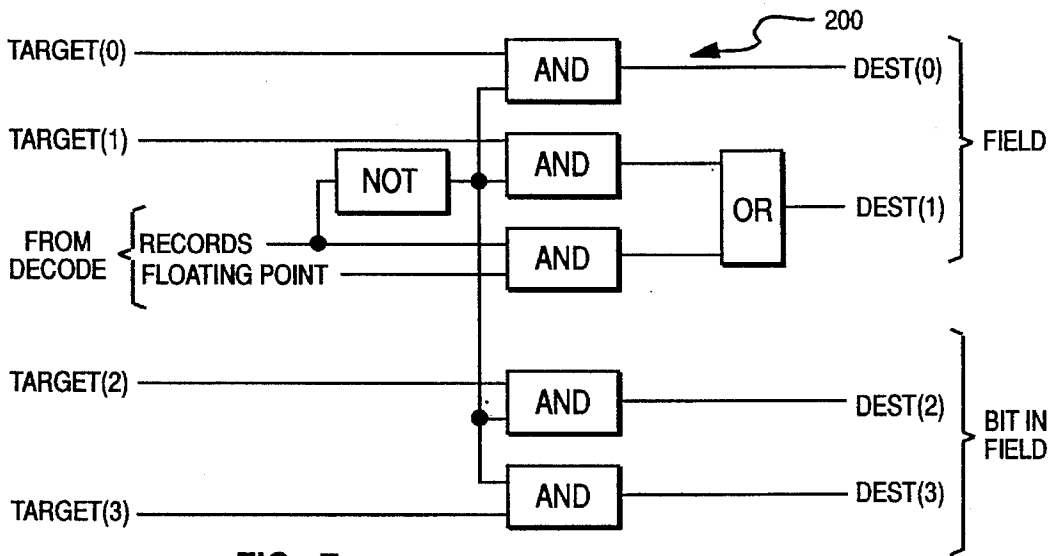 200
TARGET(0)
AND
DEST(0)
TARGET(1)
AND
FIELD
NOT
OR
DEST(1)
FROM
DECODE
RECORDS
FLOATING POINT
AND
TARGET(2)
AND
DEST(2)
BIT IN
FIELD
TARGET(3)
AND
DEST(3)